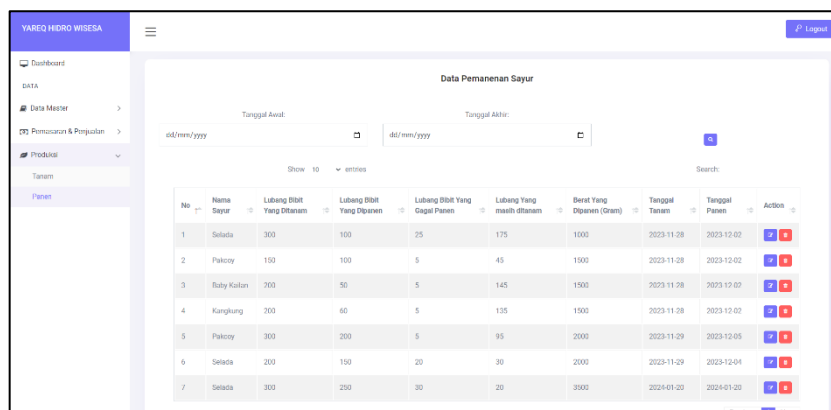 YAREQ HIDRO WISESA
Logout
Dashboard
DATA
Data Master
Pemasaran & Penjualan
Produksi
Tanam
Panen
Data Pemanenan Sayur
Tanggal Awal: Tanggal Akhir:
dd/mm/yyyy dd/mm/yyyy
Show 10 entries Search:
No Nama Sayur Lubang Bibit Yang Ditanam Lubang Bibit Yang Dipanen Lubang Bibit Yang Gagal Panen Lubang Yang masih ditanam Berat Yang Dipanen (Gram) Tanggal Tanam Tanggal Panen Action
1 Selada 300 100 25 175 1000 2023-11-28 2023-12-02
2 Pakcoy 150 100 5 45 1500 2023-11-28 2023-12-02
3 Baby Kailan 200 50 5 145 1500 2023-11-28 2023-12-02
4 Kangkung 200 60 5 135 1500 2023-11-28 2023-12-02
5 Pakcoy 300 200 5 95 2000 2023-11-29 2023-12-05
6 Selada 200 150 20 30 2000 2023-11-29 2023-12-04
7 Selada 300 250 30 20 3500 2024-01-20 2024-01-20